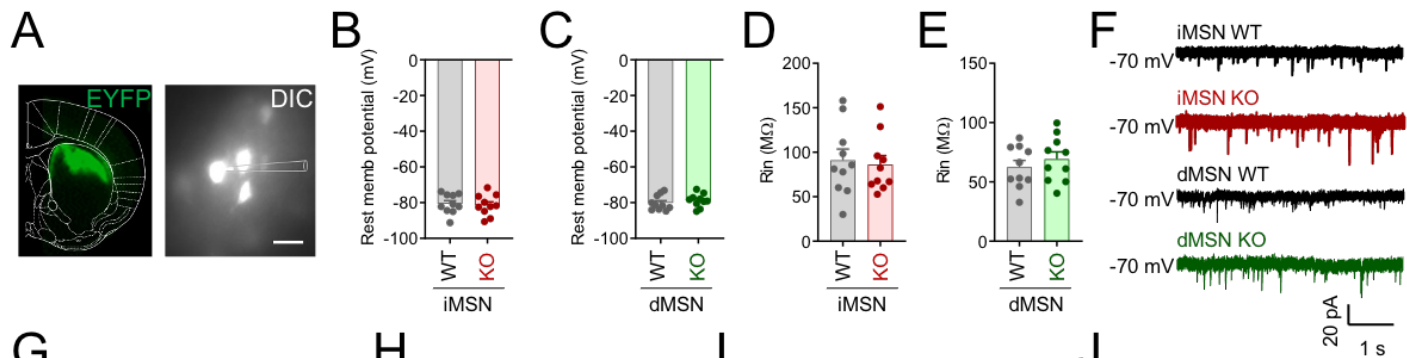 A
EYFP
DIC
B
Rest memb potential (mV)
0
-20
-40
-60
-80
-100
WT
KO
iMSN
C
Rest memb potential (mV)
0
-20
-40
-60
-80
-100
WT
KO
dMSN
D
Rin (MΩ)
200
150
100
50
0
WT
KO
iMSN
E
Rin (MΩ)
150
100
50
0
WT
KO
dMSN
F
iMSN WT
-70 mV
iMSN KO
-70 mV
dMSN WT
-70 mV
dMSN KO
-70 mV
20 pA
1 s
G
H